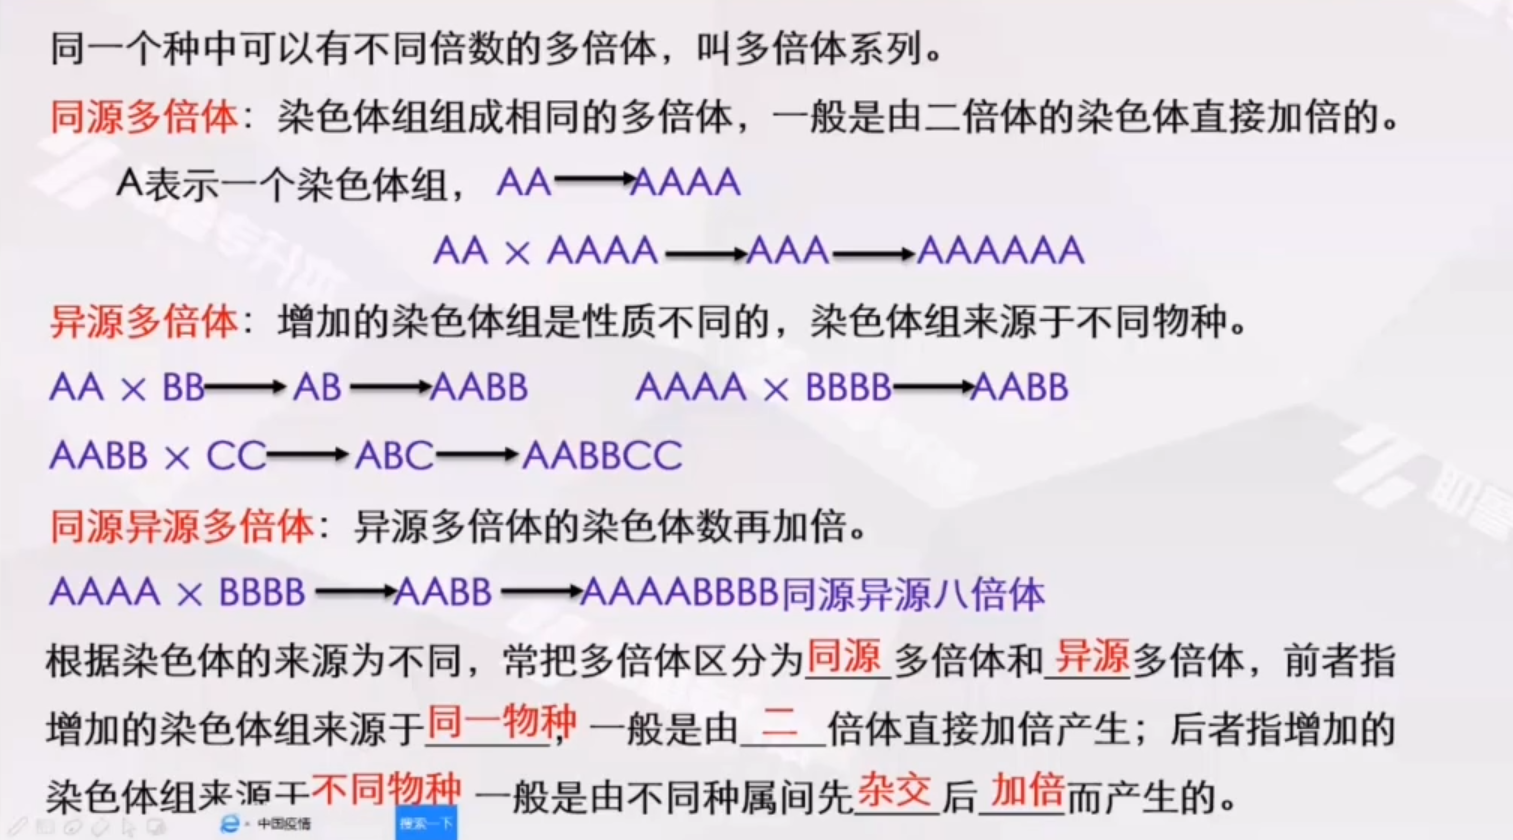 同一个种中可以有不同倍数的多倍体，叫多倍体系列。
同源多倍体：染色体组组成相同的多倍体，一般是由二倍体的染色体直接加倍的。
A表示一个染色体组， AA→AAAA
AA × AAAA→AAA→AAAAAA
异源多倍体：增加的染色体组是性质不同的，染色体组来源于不同物种。
AA × BB→AB→AABB AAAA × BBBB→AABB
AABB × CC→ABC→AABBCC
同源异源多倍体：异源多倍体的染色体数再加倍。
AAAA × BBBB→AABB→AAAABBBB同源异源八倍体
根据染色体的来源为不同，常把多倍体区分为同源多倍体和异源多倍体，前者指
增加的染色体组来源于同一物种，一般是由二倍体直接加倍产生；后者指增加的
染色体组来源于不同物种 一般是由不同种属间先杂交后加倍而产生的。
中国疫情 搜索一下